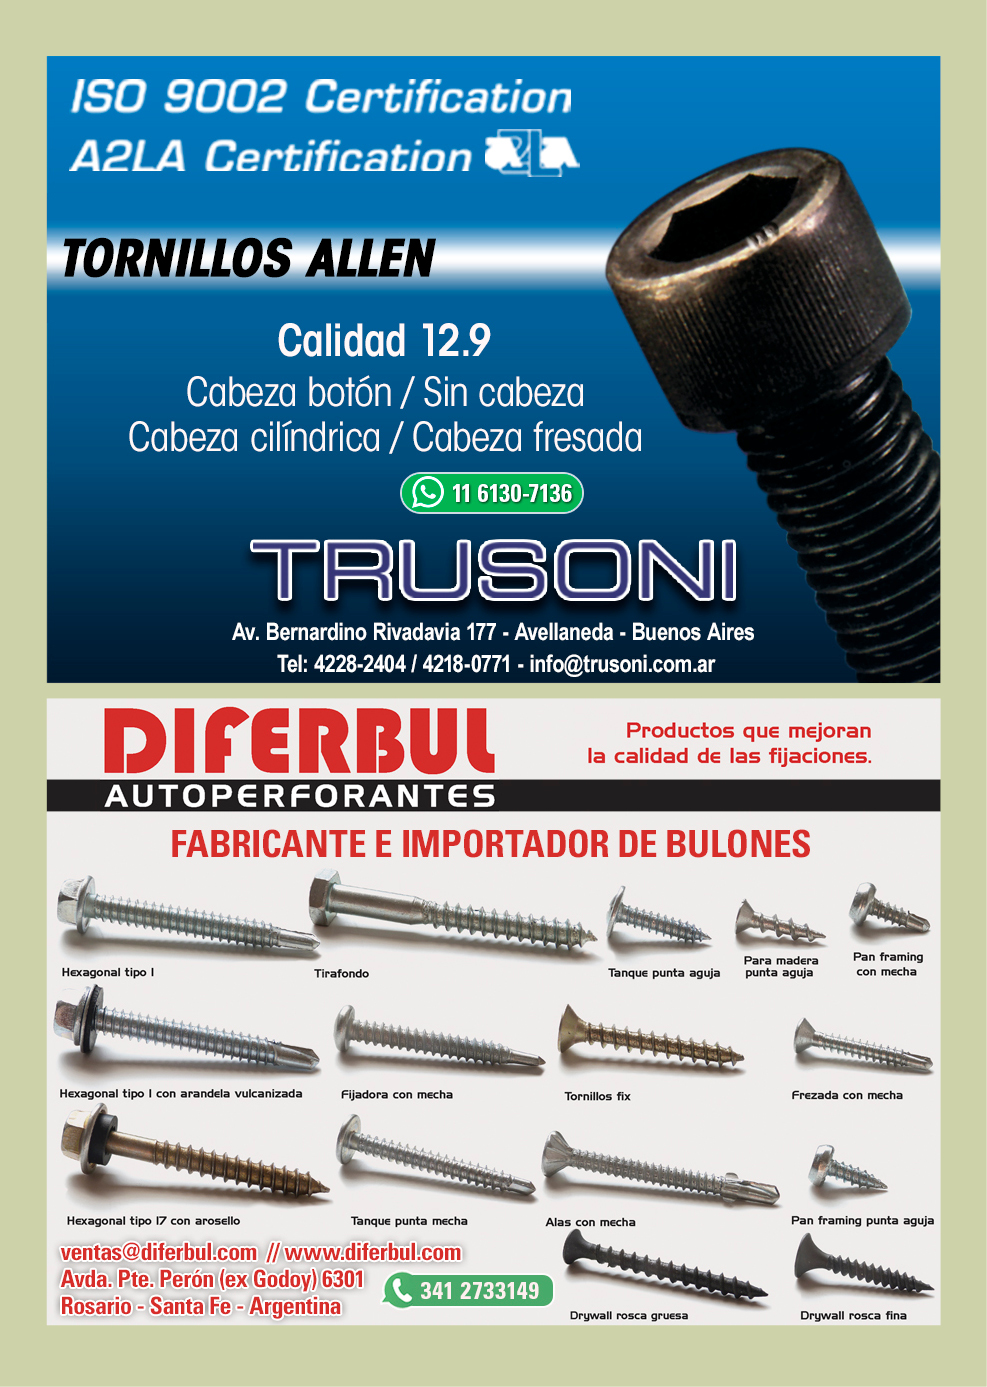 ISO 9002 Certification
A2LA Certification A2LA
TORNILLOS ALLEN
Calidad 12.9
Cabeza botón / Sin cabeza
Cabeza cilíndrica / Cabeza fresada
11 6130-7136
TRUSONI
Av. Bernardino Rivadavia 177 - Avellaneda - Buenos Aires
Tel: 4228-2404 / 4218-0771 - info@trusoni.com.ar
DIFERBUL
AUTOPERFORANTES
Productos que mejoran
la calidad de las fijaciones.
FABRICANTE E IMPORTADOR DE BULONES
Hexagonal tipo 1
Tirafondo
Tanque punta aguja
Para madera
punta aguja
Pan framing
con mecha
Hexagonal tipo 1 con arandela vulcanizada
Fijadora con mecha
Tornillos fix
Frezada con mecha
Hexagonal tipo 17 con arosello
Tanque punta mecha
Alas con mecha
Pan framing punta aguja
Drywall rosca gruesa
Drywall rosca fina
ventas@diferbul.com // www.diferbul.com
Avda. Pte. Perón (ex Godoy) 6301
Rosario - Santa Fe - Argentina
341 2733149